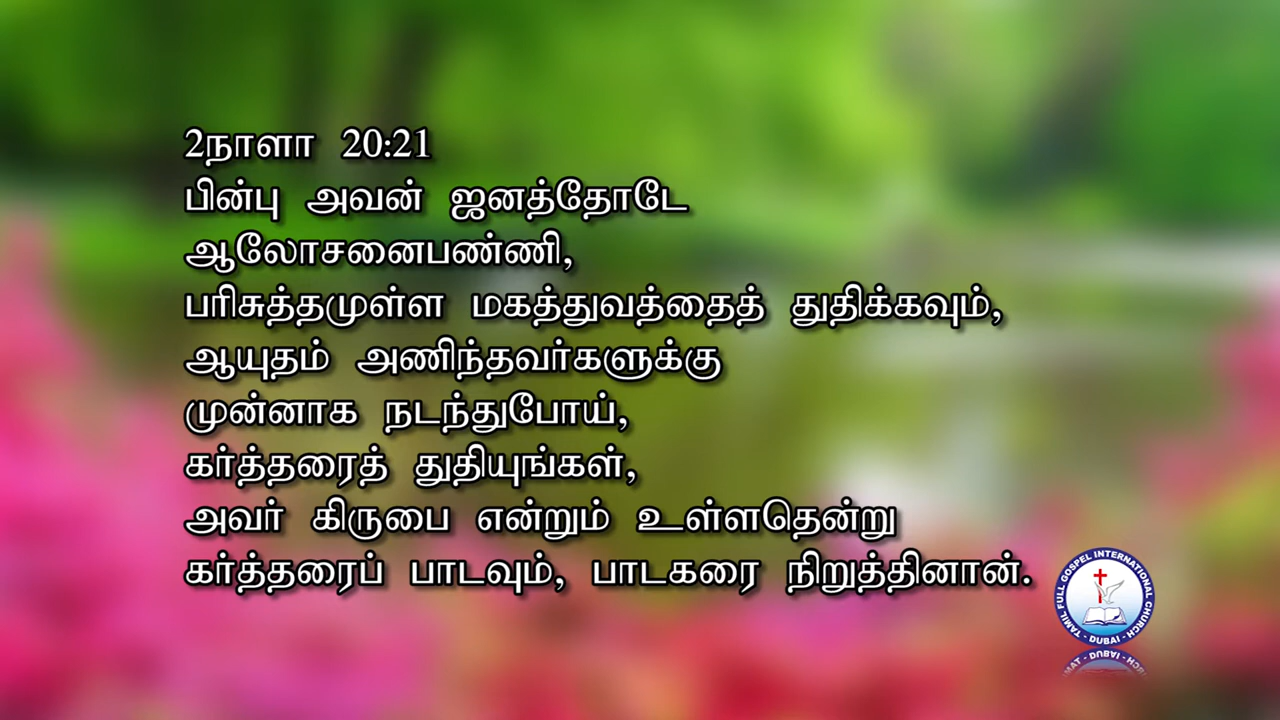 2நாளா 20:21
பின்பு அவன் ஜனத்தோடே
ஆலோசனைபண்ணி,
பரிசுத்தமுள்ள மகத்துவத்தைத் துதிக்கவும்,
ஆயுதம் அணிந்தவர்களுக்கு
முன்னாக நடந்துபோய்,
கர்த்தரைத் துதியுங்கள்,
அவர் கிருபை என்றும் உள்ளதென்று
கர்த்தரைப் பாடவும், பாடகரை நிறுத்தினான்.
TAMIL FULL GOSPEL INTERNATIONAL CHURCH
- DUBAI -